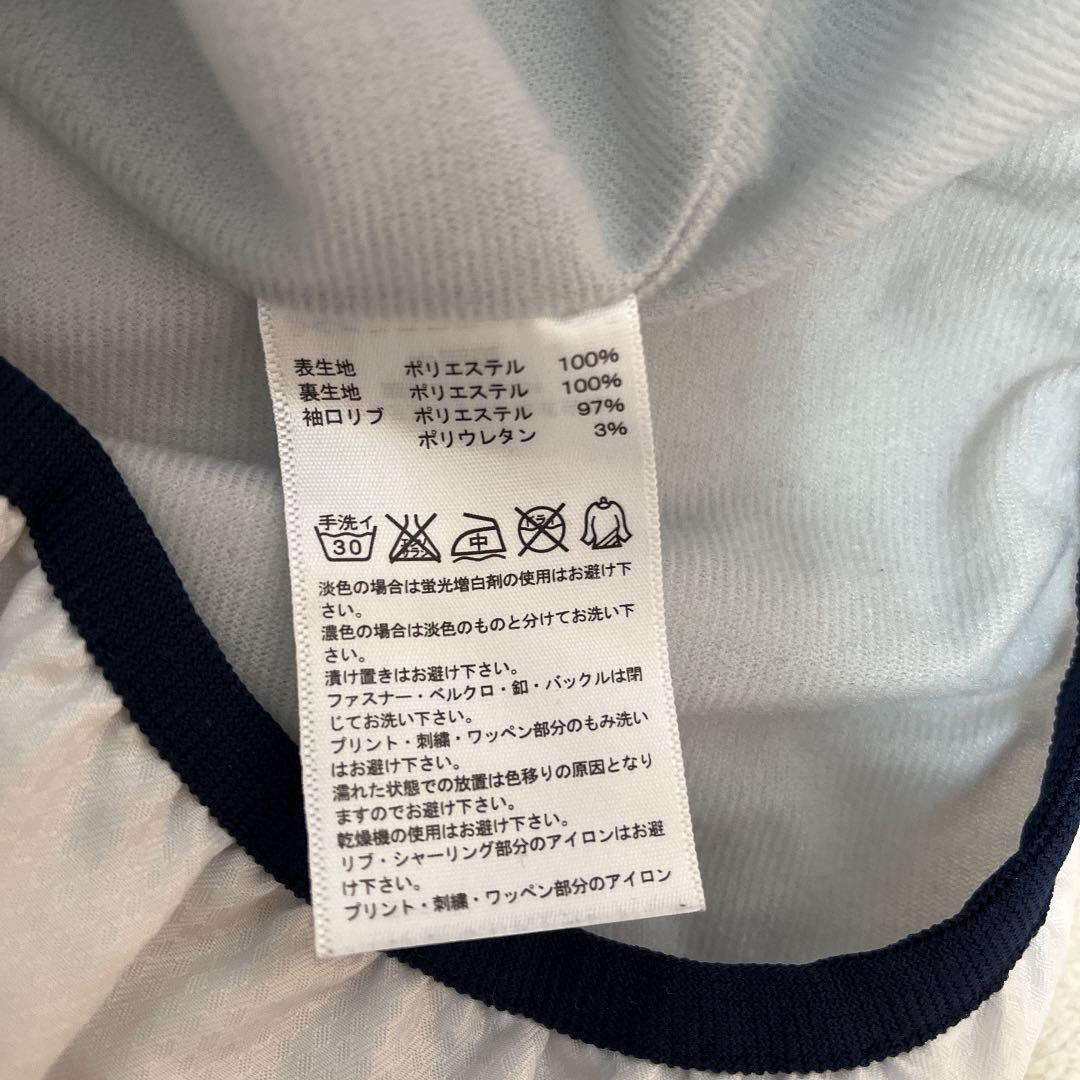 表生地 ポリエステル 100%
裏生地 ポリエステル 100%
袖口リブ ポリエステル 97%
ポリウレタン 3%
手洗イ
30
エンソ
サラシ
中
ドライ
淡色の場合は蛍光増白剤の使用はお避け下
さい。
濃色の場合は淡色のものと分けてお洗い下
さい。
漬け置きはお避け下さい。
ファスナー・ベルクロ・釦・バックルは閉
じてお洗い下さい。
プリント・刺繍・ワッペン部分のもみ洗い
はお避け下さい。
濡れた状態での放置は色移りの原因となり
ますのでお避け下さい。
乾燥機の使用はお避け下さい。
リブ・シャーリング部分のアイロンはお避
け下さい。
プリント・刺繍・ワッペン部分のアイロン